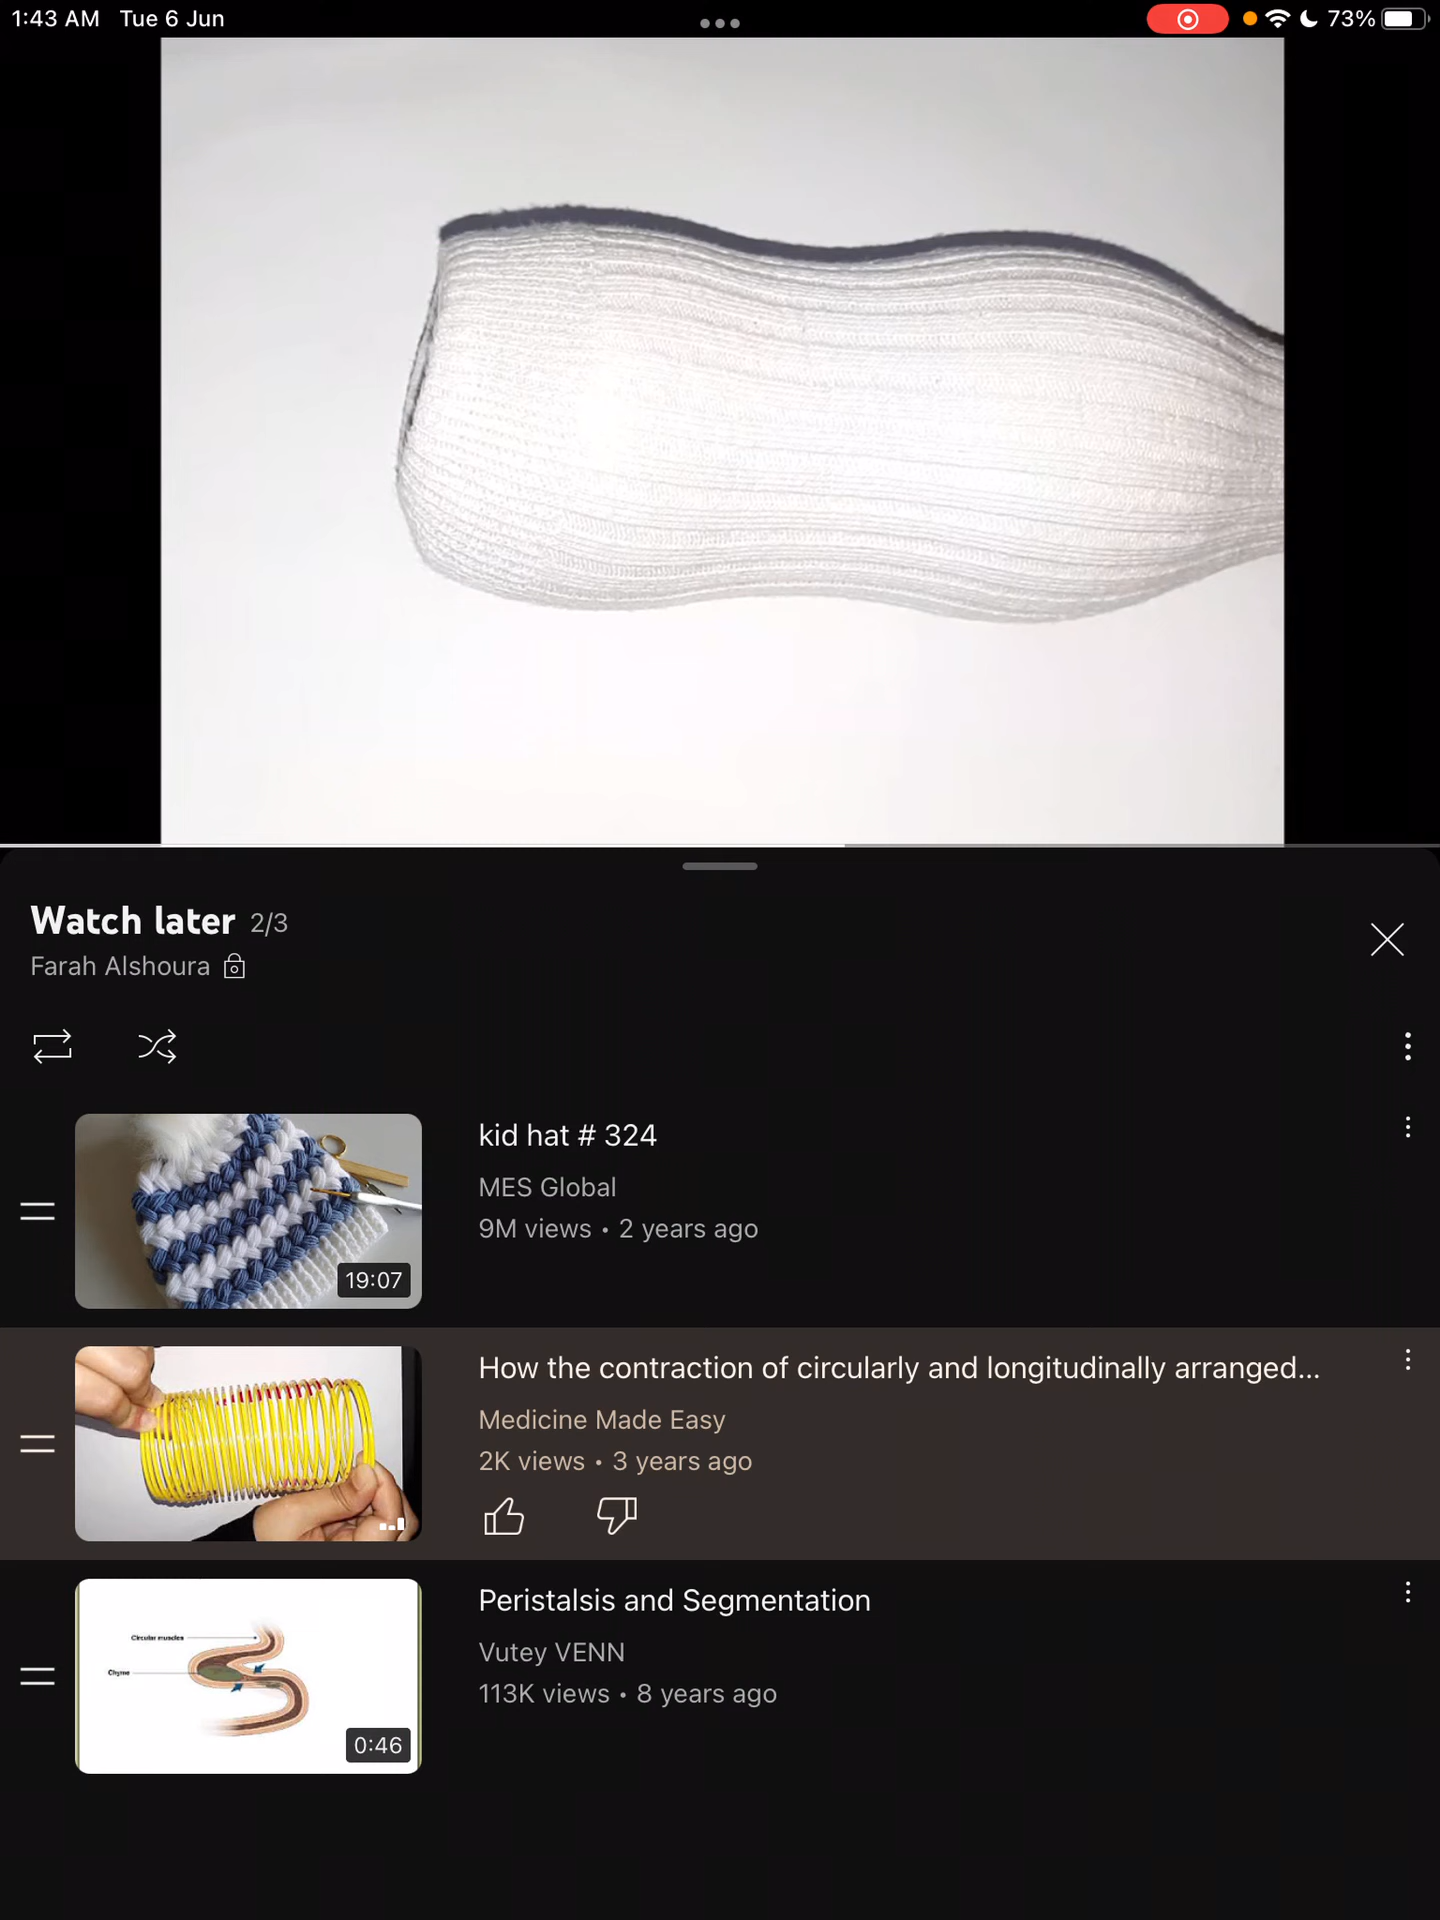 1:43 AM Tue 6 Jun
73%
Watch later 2/3
Farah Alshoura
kid hat # 324
MES Global
9M views • 2 years ago
19:07
How the contraction of circularly and longitudinally arranged...
Medicine Made Easy
2K views • 3 years ago
Peristalsis and Segmentation
Vutey VENN
113K views • 8 years ago
Circular muscles
Chyme
0:46